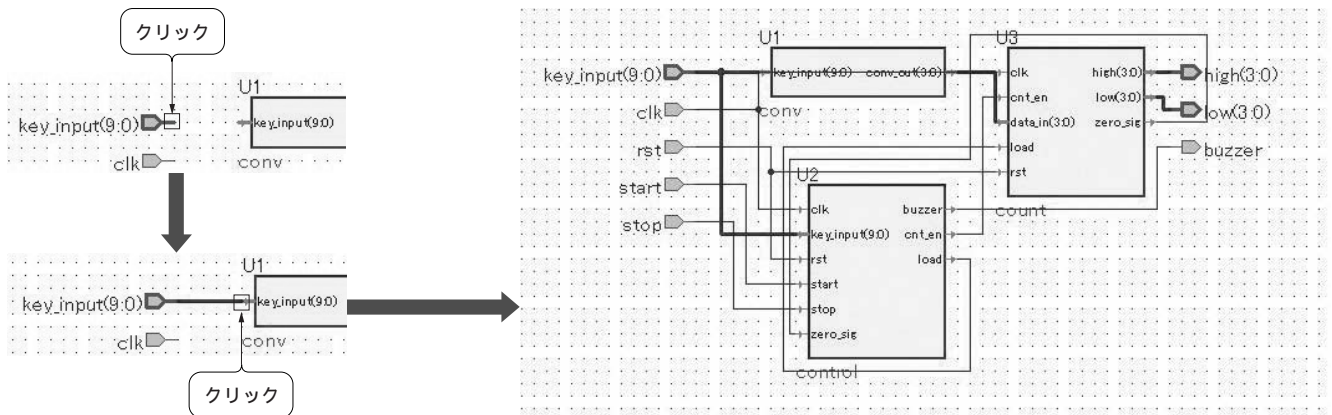 クリック
U1
key_input(9:0)
key_input(9:0)
clk
conv
U1
key_input(9:0)
key_input(9:0)
clk
conv
クリック
key_input(9:0)
clk
rst
start
stop
U1
key_input(9:0) conv_out(3:0)
conv
U3
clk
cnt_en
data_in(3:0)
load
rst
high(3:0)
low(3:0)
zero_sig
count
high(3:0)
low(3:0)
buzzer
U2
clk
key_input(9:0)
rst
start
stop
zero_sig
buzzer
cnt_en
load
control